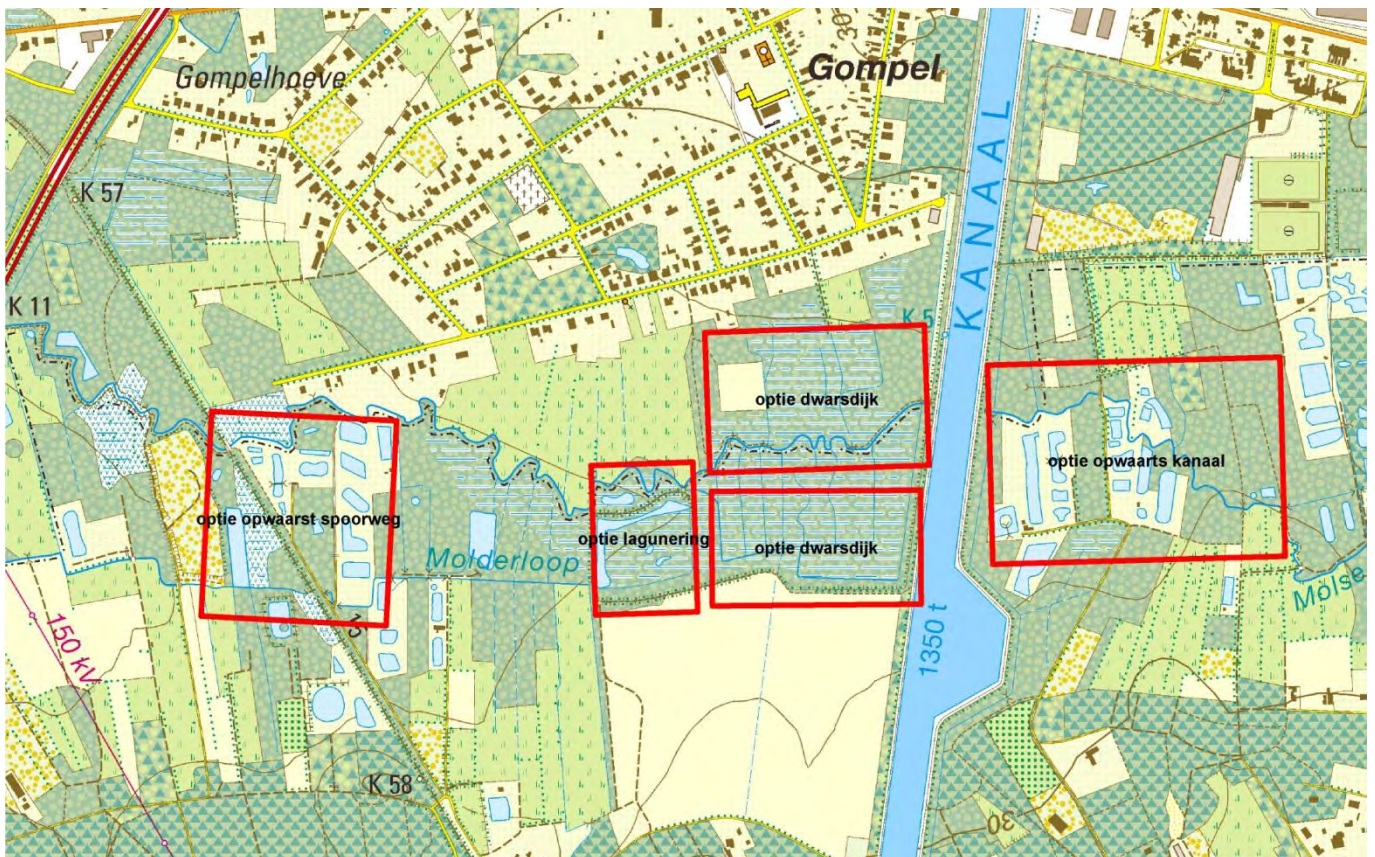 Gompelhoeve
Gompel
30
K 57
KANAAL
K 11
K 5
optie dwarsdijk
optie opwaarts kanaal
optie opwaarst spoorweg
optie lagunering
optie dwarsdijk
Molderloop
Molse
15
150 kV
1350 t
K 58
30